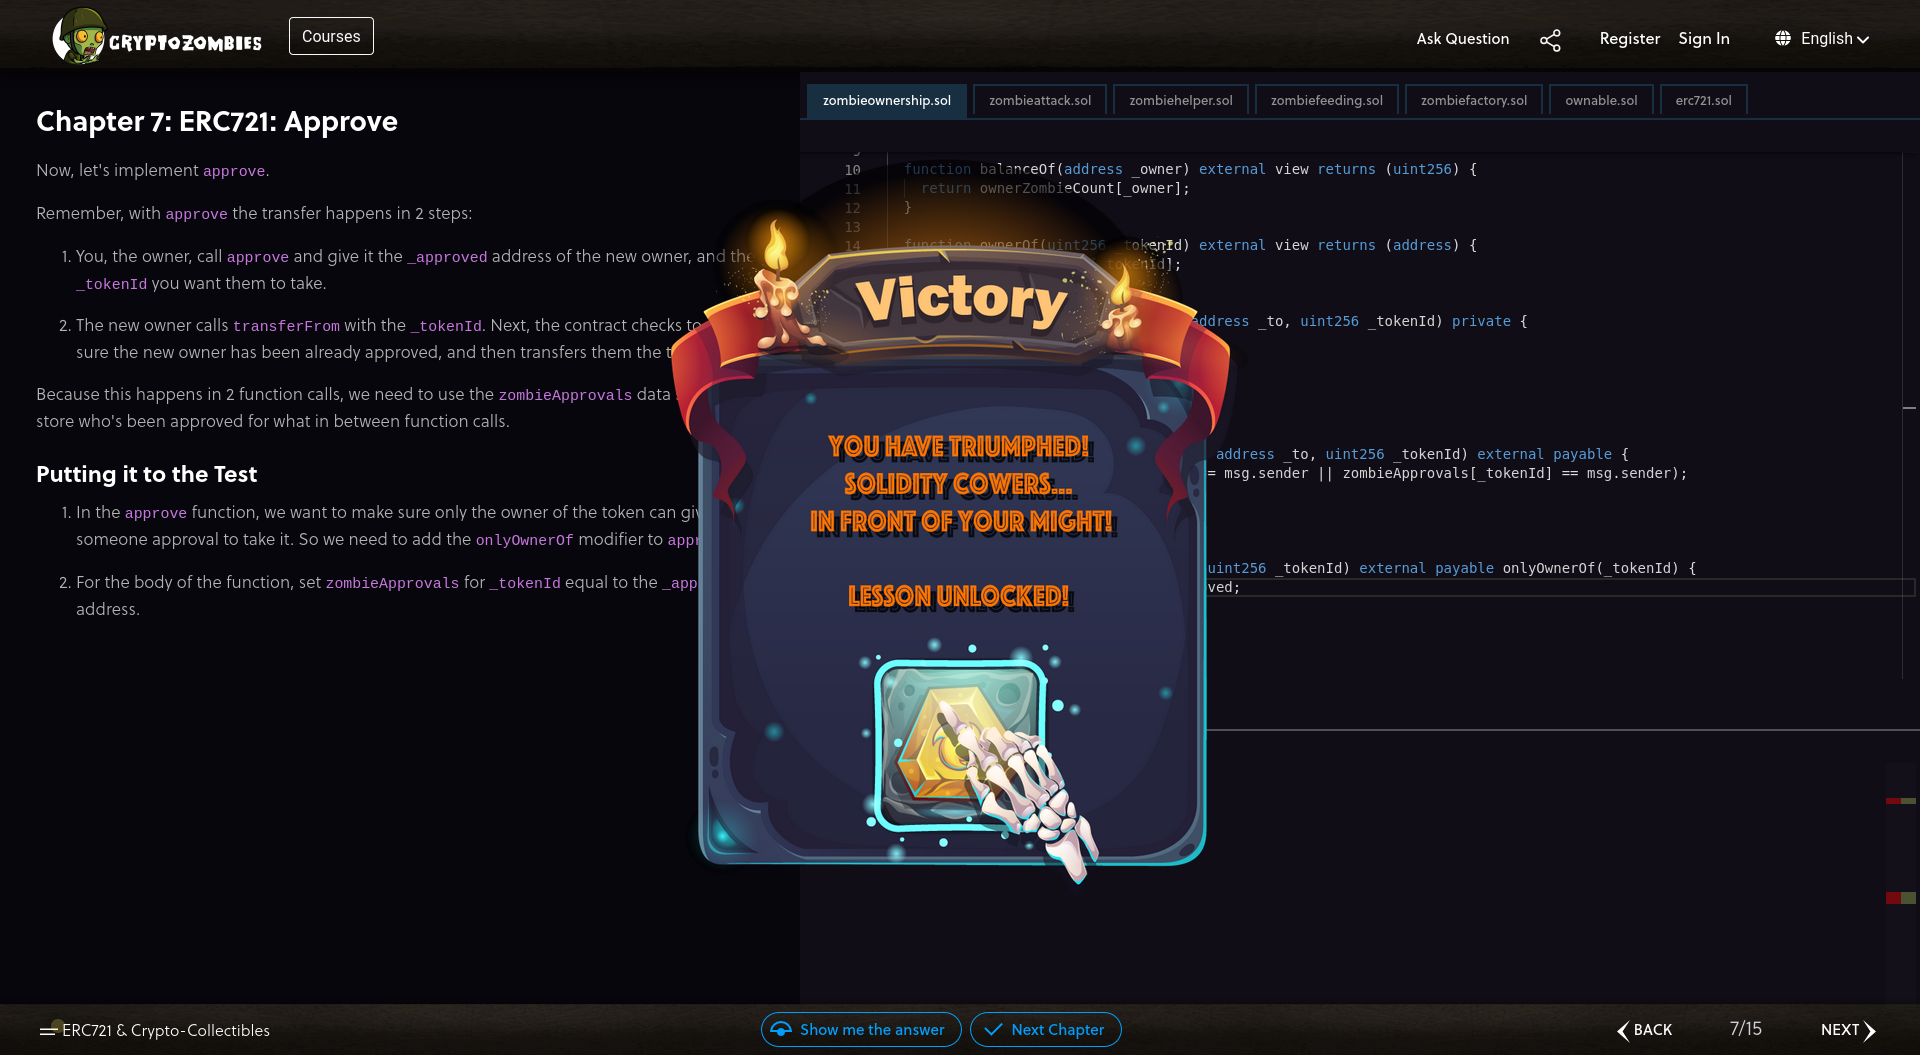 CRYPTOZOMBIES
Courses
Ask Question
Register
Sign In
English
Chapter 7: ERC721: Approve
Now, let's implement approve.
Remember, with approve the transfer happens in 2 steps:
1. You, the owner, call approve and give it the _approved address of the new owner, and the
_tokenId you want them to take.
2. The new owner calls transferFrom with the _tokenId. Next, the contract checks to
sure the new owner has been already approved, and then transfers them the
Because this happens in 2 function calls, we need to use the zombieApprovals data
store who's been approved for what in between function calls.
Putting it to the Test
1. In the approve function, we want to make sure only the owner of the token can
someone approval to take it. So we need to add the onlyOwnerOf modifier to
2. For the body of the function, set zombieApprovals for _tokenId equal to the
address.
zombieownership.sol
zombieattack.sol
zombiehelper.sol
zombiefeeding.sol
zombiefactory.sol
ownable.sol
erc721.sol
10 function balanceOf(address _owner) external view returns (uint256) {
11 return ownerZombieCount[_owner];
12 }
13
14 function ownerOf(uint256 _tokenId) external view returns (address) {
];
address _to, uint256 _tokenId) private {
address _to, uint256 _tokenId) external payable {
= msg.sender || zombieApprovals[_tokenId] == msg.sender);
uint256 _tokenId) external payable onlyOwnerOf(_tokenId) {
ved;
Victory
YOU HAVE TRIUMPHED!
SOLIDITY COWERS...
IN FRONT OF YOUR MIGHT!
LESSON UNLOCKED!
ERC721 & Crypto-Collectibles
Show me the answer
Next Chapter
BACK
7/15
NEXT